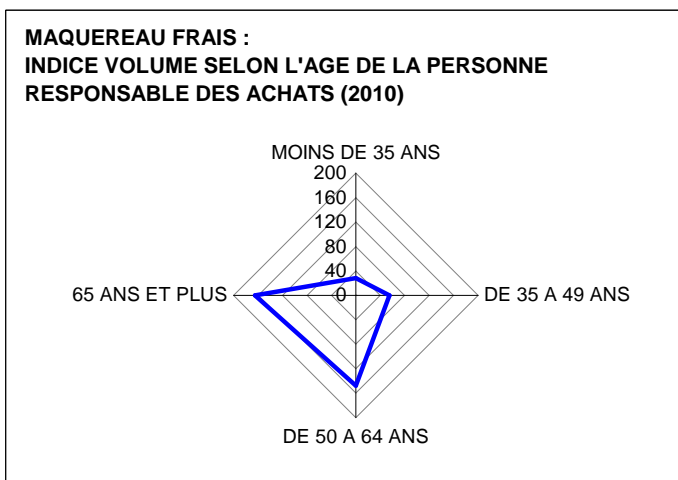 MAQUEREAU FRAIS :
INDICE VOLUME SELON L'AGE DE LA PERSONNE
RESPONSABLE DES ACHATS (2010)
MOINS DE 35 ANS
200
160
120
80
40
0
65 ANS ET PLUS
DE 35 A 49 ANS
DE 50 A 64 ANS